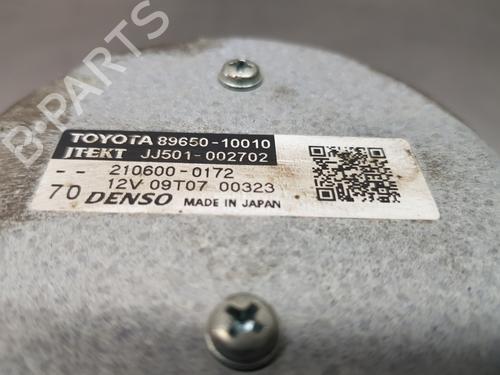 TOYOTA 89650-10010
JTEKT JJ501-002702
- - 210600-0172
12V 09T07 00323
70 DENSO MADE IN JAPAN
B-Parts